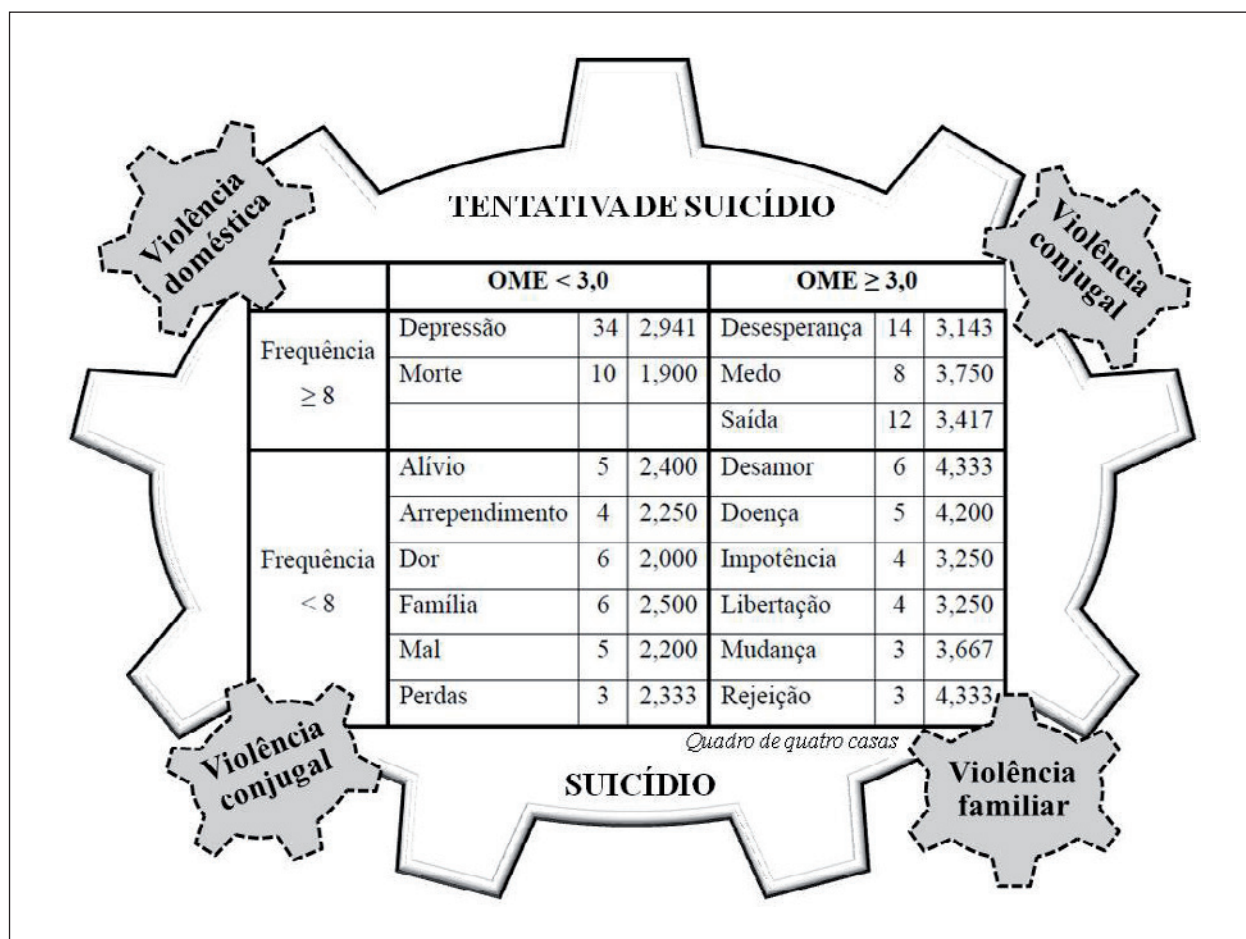 Violência
doméstica
TENTATIVA DE SUICÍDIO
Violência
conjugal
OME < 3,0 OME ≥ 3,0
Frequência
≥ 8
Depressão 34 2,941 Desesperança 14 3,143
Morte 10 1,900 Medo 8 3,750
Saída 12 3,417
Frequência
< 8
Alívio 5 2,400 Desamor 6 4,333
Arrependimento 4 2,250 Doença 5 4,200
Dor 6 2,000 Impotência 4 3,250
Família 6 2,500 Libertação 4 3,250
Mal 5 2,200 Mudança 3 3,667
Perdas 3 2,333 Rejeição 3 4,333
Quadro de quatro casas
Violência
conjugal
SUICÍDIO
Violência
familiar